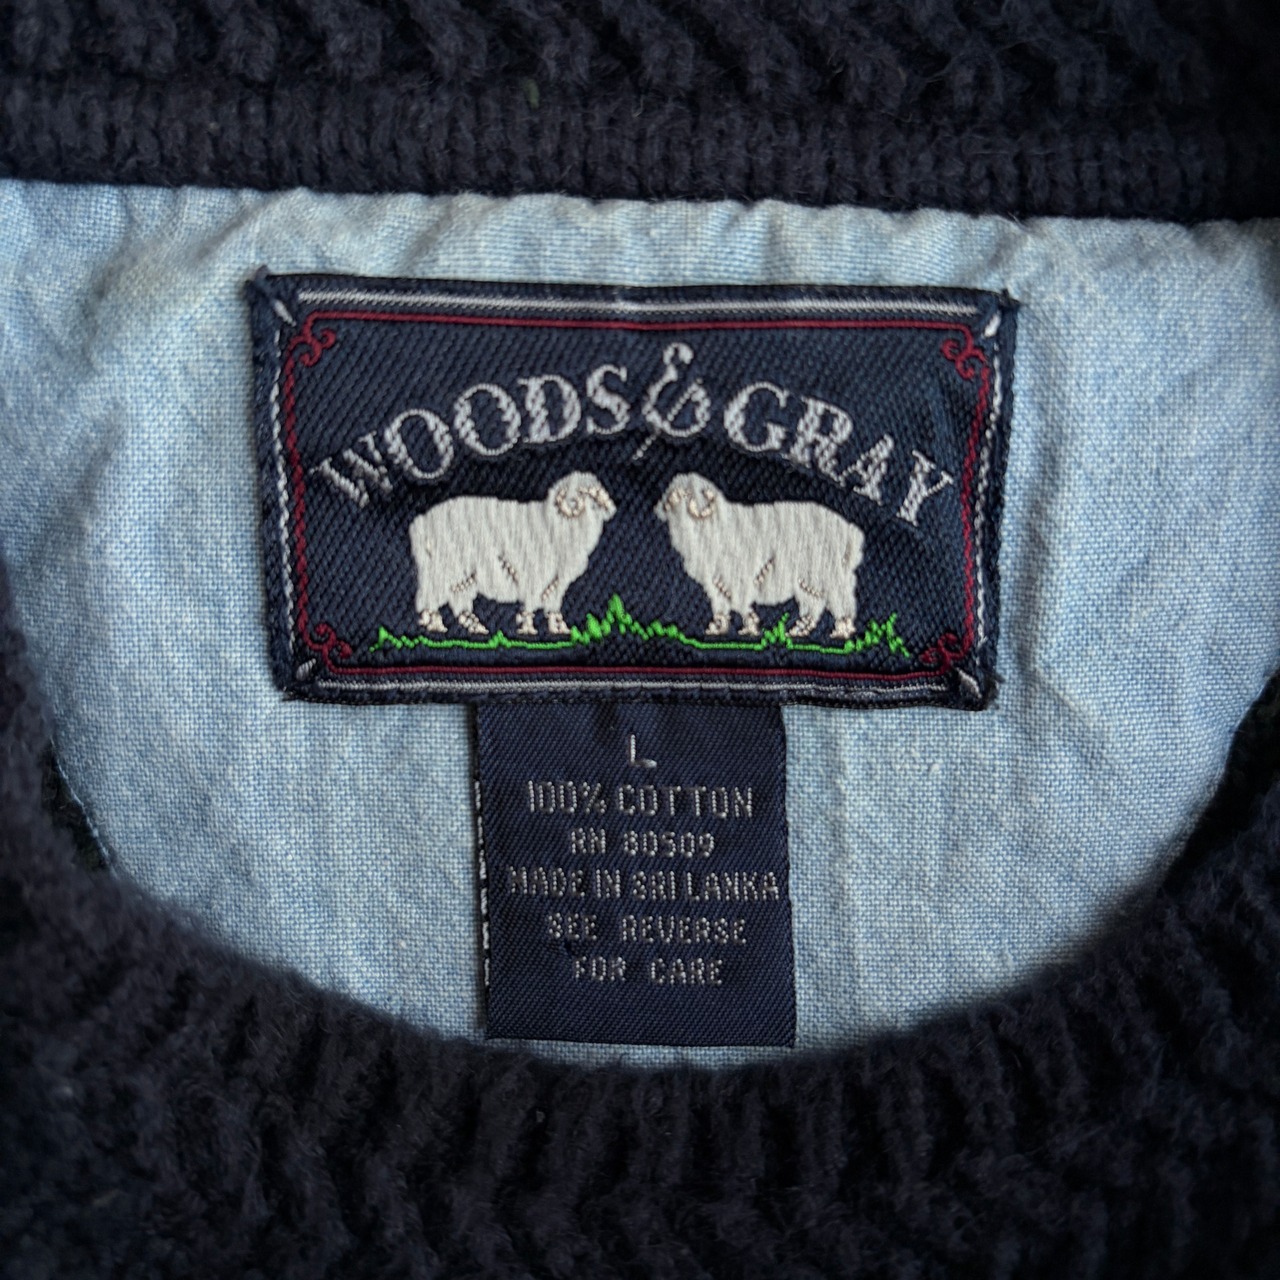 WOODS & GRAY
L
100% COTTON
RN 80509
MADE IN SRI LANKA
SEE REVERSE
FOR CARE